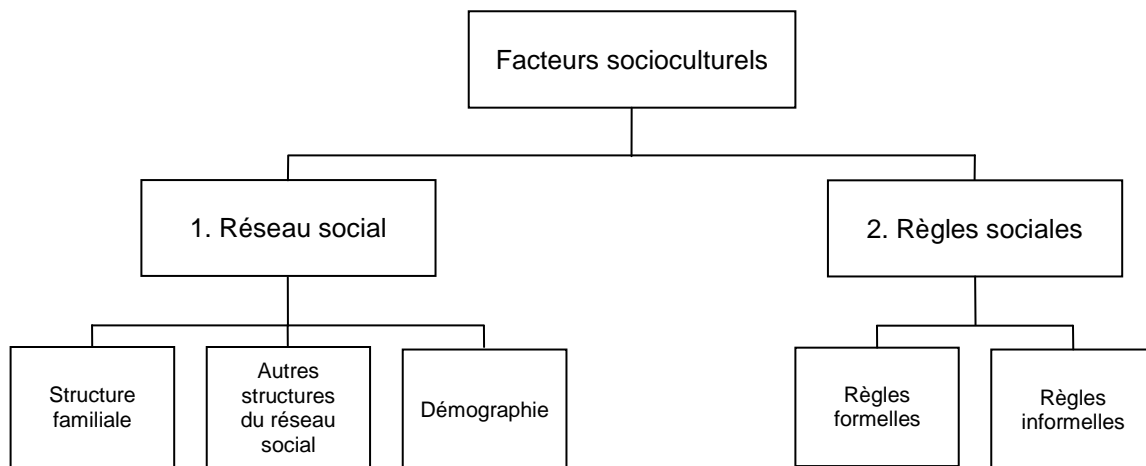 Facteurs socioculturels
1. Réseau social
2. Règles sociales
Structure
familiale
Autres
structures
du réseau
social
Démographie
Règles
formelles
Règles
informelles